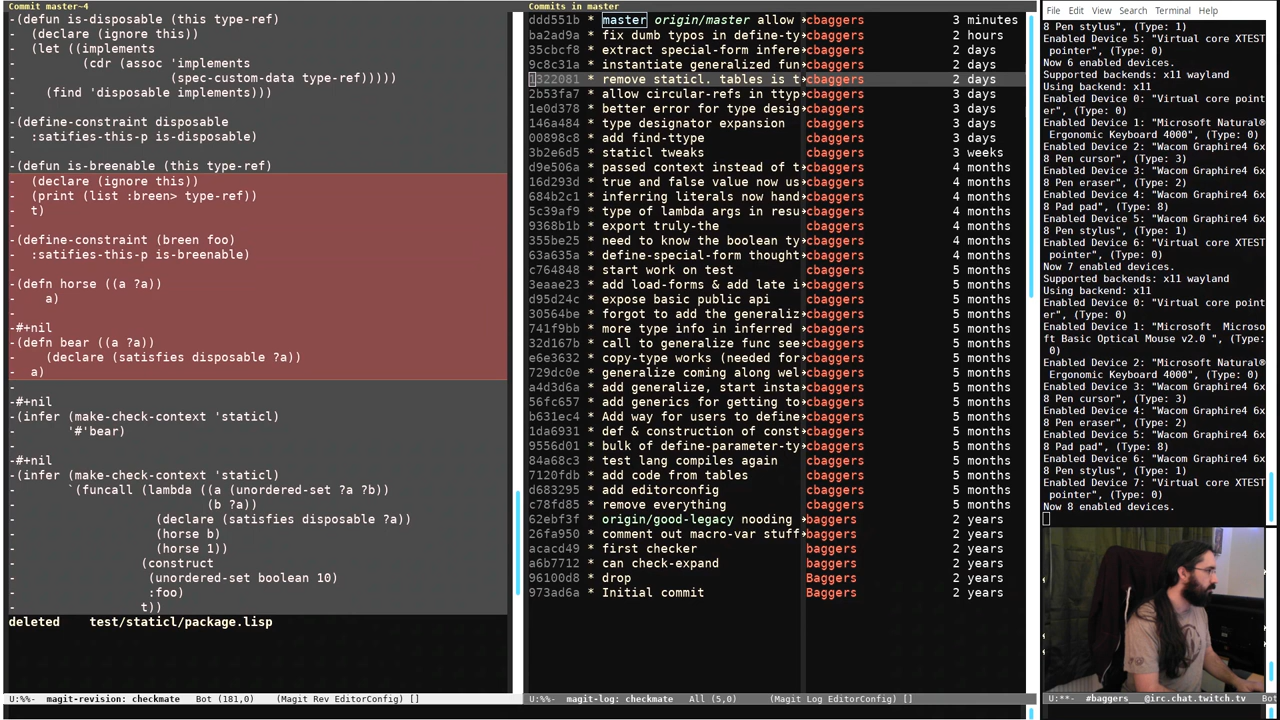 Commit master~4
-(defun is-disposable (this type-ref)
-  (declare (ignore this))
-  (let ((implements
-          (cdr (assoc 'implements
-                      (spec-custom-data type-ref)))))
-    (find 'disposable implements)))
-
-(define-constraint disposable
-  :satifies-this-p is-disposable)
-
-(defun is-breenable (this type-ref)
-  (declare (ignore this))
-  (print (list :breen> type-ref))
-  t)
-
-(define-constraint (breen foo)
-  :satifies-this-p is-breenable)
-
-(defn horse ((a ?a))
-    a)
-
-#+nil
-(defn bear ((a ?a))
-    (declare (satisfies disposable ?a))
-  a)
-
-#+nil
-(infer (make-check-context 'staticl)
-       '#'bear)
-
-#+nil
-(infer (make-check-context 'staticl)
-       `(funcall (lambda ((a (unordered-set ?a ?b))
-                          (b ?a))
-                   (declare (satisfies disposable ?a))
-                   (horse b)
-                   (horse 1))
-                 (construct
-                  (unordered-set boolean 10)
-                  :foo)
-                 t))
deleted    test/staticl/package.lisp
U:%%-  magit-revision: checkmate   Bot (181,0)    (Magit Rev EditorConfig) []
Commits in master
ddd551b * master origin/master allow cbaggers 3 minutes
ba2ad9a * fix dumb typos in define-ty cbaggers 2 hours
35cbcf8 * extract special-form infere cbaggers 2 days
9c8c31a * instantiate generalized fun cbaggers 2 days
1322081 * remove staticl. tables is t cbaggers 2 days
2b53fa7 * allow circular-refs in ttyp cbaggers 3 days
1e0d378 * better error for type desig cbaggers 3 days
146a484 * type designator expansion cbaggers 3 days
00898c8 * add find-ttype cbaggers 3 days
3b2e6d5 * staticl tweaks cbaggers 3 weeks
d9e506a * passed context instead of t cbaggers 4 months
16d293d * true and false value now us cbaggers 4 months
684b2c1 * inferring literals now hand cbaggers 4 months
5c39af9 * type of lambda args in resu cbaggers 4 months
9368b1b * export truly-the cbaggers 4 months
355be25 * need to know the boolean ty cbaggers 4 months
63a635a * define-special-form thought cbaggers 4 months
c764848 * start work on test cbaggers 5 months
3eaae23 * add load-forms & add late i cbaggers 5 months
d95d24c * expose basic public api cbaggers 5 months
30564be * forgot to add the generaliz cbaggers 5 months
741f9bb * more type info in inferred cbaggers 5 months
32d167b * call to generalize func see cbaggers 5 months
e6e3632 * copy-type works (needed for cbaggers 5 months
729dc0e * generalize coming along wel cbaggers 5 months
a4d3d6a * add generalize, start insta cbaggers 5 months
56fc657 * add generics for getting to cbaggers 5 months
b631ec4 * Add way for users to define cbaggers 5 months
1da6931 * def & construction of const cbaggers 5 months
9556d01 * bulk of define-parameter-ty cbaggers 5 months
84a68c3 * test lang compiles again cbaggers 5 months
7120fdb * add code from tables cbaggers 5 months
d683295 * add editorconfig cbaggers 5 months
c78fd85 * remove everything cbaggers 5 months
62ebf3f * origin/good-legacy nooding baggers 2 years
26fa950 * comment out macro-var stuff baggers 2 years
acacd49 * first checker baggers 2 years
a6b7712 * can check-expand baggers 2 years
96100d8 * drop Baggers 2 years
973ad6a * Initial commit Baggers 2 years
U:%%-  magit-log: checkmate   All (5,0)    (Magit Log EditorConfig) []
File Edit View Search Terminal Help
8 Pen stylus", (Type: 1)
Enabled Device 5: "Virtual core XTEST
 pointer", (Type: 0)
Now 6 enabled devices.
Supported backends: x11 wayland
Using backend: x11
Enabled Device 0: "Virtual core point
er", (Type: 0)
Enabled Device 1: "Microsoft Natural®
 Ergonomic Keyboard 4000", (Type: 0)
Enabled Device 2: "Wacom Graphire4 6x
8 Pen cursor", (Type: 3)
Enabled Device 3: "Wacom Graphire4 6x
8 Pen eraser", (Type: 2)
Enabled Device 4: "Wacom Graphire4 6x
8 Pad pad", (Type: 8)
Enabled Device 5: "Wacom Graphire4 6x
8 Pen stylus", (Type: 1)
Enabled Device 6: "Virtual core XTEST
 pointer", (Type: 0)
Now 7 enabled devices.
Supported backends: x11 wayland
Using backend: x11
Enabled Device 0: "Virtual core point
er", (Type: 0)
Enabled Device 1: "Microsoft  Microso
ft Basic Optical Mouse v2.0 ", (Type:
 0)
Enabled Device 2: "Microsoft Natural®
 Ergonomic Keyboard 4000", (Type: 0)
Enabled Device 3: "Wacom Graphire4 6x
8 Pen cursor", (Type: 3)
Enabled Device 4: "Wacom Graphire4 6x
8 Pen eraser", (Type: 2)
Enabled Device 5: "Wacom Graphire4 6x
8 Pad pad", (Type: 8)
Enabled Device 6: "Wacom Graphire4 6x
8 Pen stylus", (Type: 1)
Enabled Device 7: "Virtual core XTEST
 pointer", (Type: 0)
Now 8 enabled devices.
U:**-  #baggers___@irc.chat.twitch.tv   Bot